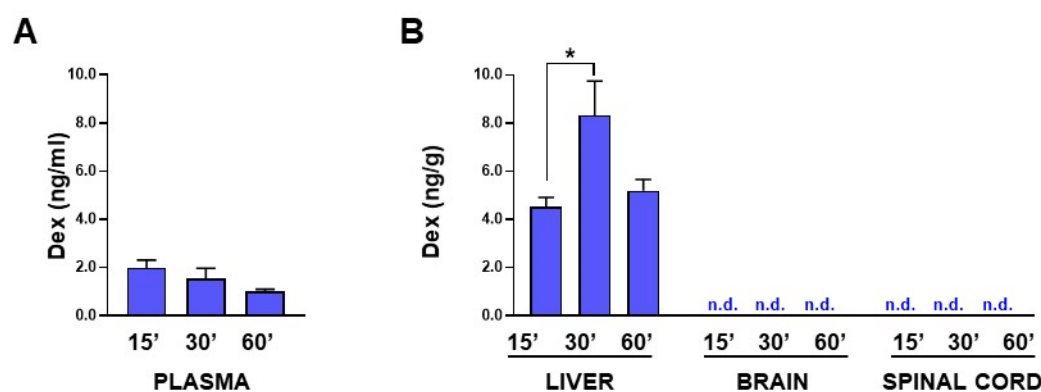 A
Dex (ng/ml)
10.0
8.0
6.0
4.0
2.0
0.0
15’ 30’ 60’
PLASMA
B
Dex (ng/g)
10.0
8.0
6.0
4.0
2.0
0.0
*
n.d. n.d. n.d. n.d. n.d. n.d.
15’ 30’ 60’ 15’ 30’ 60’ 15’ 30’ 60’
LIVER BRAIN SPINAL CORD